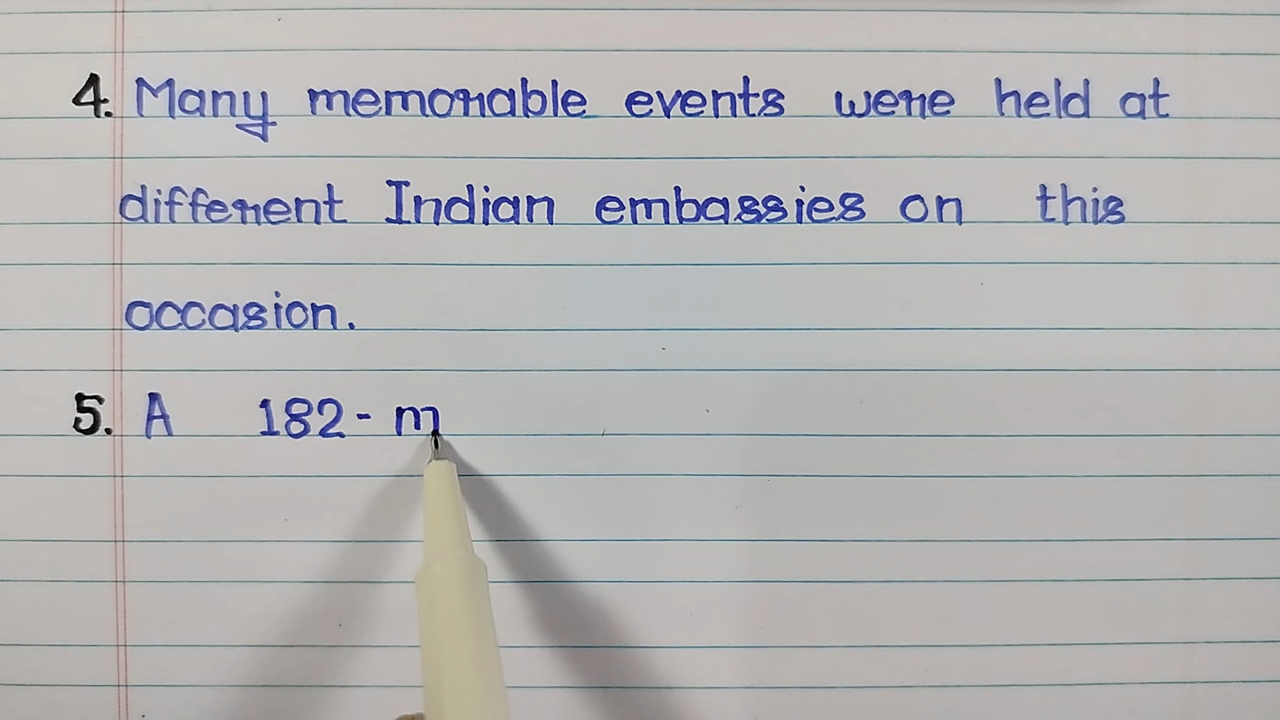 4. Many memorable events were held at
different Indian embassies on this
occasion.
5. A 182- m